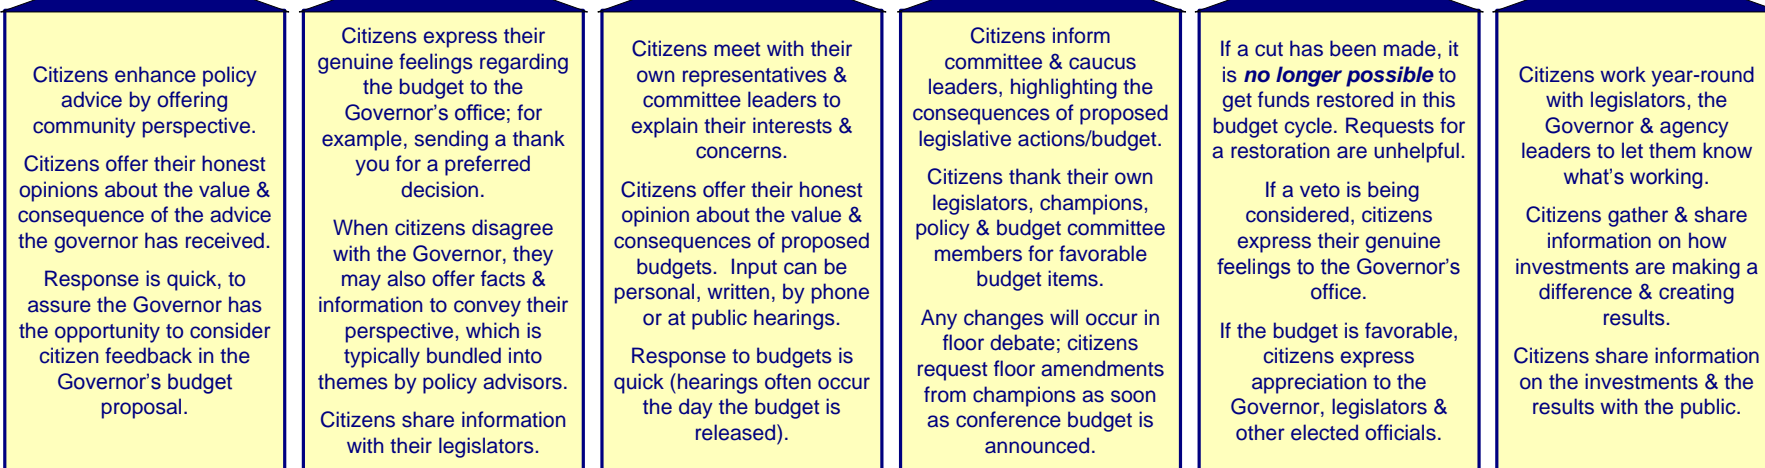 Citizens enhance policy
advice by offering
community perspective.
Citizens offer their honest
opinions about the value &
consequence of the advice
the governor has received.
Response is quick, to
assure the Governor has
the opportunity to consider
citizen feedback in the
Governor's budget
proposal.
Citizens express their
genuine feelings regarding
the budget to the
Governor's office; for
example, sending a thank
you for a preferred
decision.
When citizens disagree
with the Governor, they
may also offer facts &
information to convey their
perspective, which is
typically bundled into
themes by policy advisors.
Citizens share information
with their legislators.
Citizens meet with their
own representatives &
committee leaders to
explain their interests &
concerns.
Citizens offer their honest
opinion about the value &
consequences of proposed
budgets.  Input can be
personal, written, by phone
or at public hearings.
Response to budgets is
quick (hearings often occur
the day the budget is
released).
Citizens inform
committee & caucus
leaders, highlighting the
consequences of proposed
legislative actions/budget.
Citizens thank their own
legislators, champions,
policy & budget committee
members for favorable
budget items.
Any changes will occur in
floor debate; citizens
request floor amendments
from champions as soon
as conference budget is
announced.
If a cut has been made, it
is no longer possible to
get funds restored in this
budget cycle. Requests for
a restoration are unhelpful.
If a veto is being
considered, citizens
express their genuine
feelings to the Governor's
office.
If the budget is favorable,
citizens express
appreciation to the
Governor, legislators &
other elected officials.
Citizens work year-round
with legislators, the
Governor & agency
leaders to let them know
what's working.
Citizens gather & share
information on how
investments are making a
difference & creating
results.
Citizens share information
on the investments & the
results with the public.